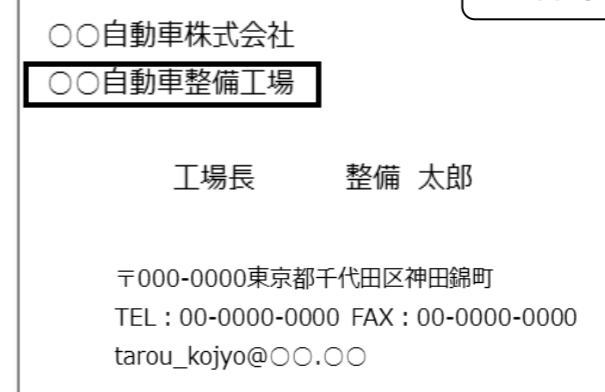 ○○自動車株式会社
○○自動車整備工場
工場長 整備 太郎
〒000-0000東京都千代田区神田錦町
TEL：00-0000-0000 FAX：00-0000-0000
tarou_kojyo@○○.○○